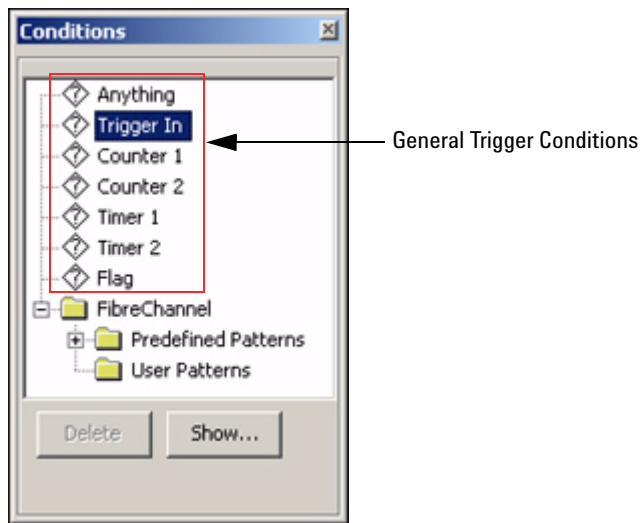 Conditions
Anything
Trigger In
General Trigger Conditions
Counter 1
Counter 2
Timer 1
Timer 2
Flag
FibreChannel
Predefined Patterns
User Patterns
Delete
Show...